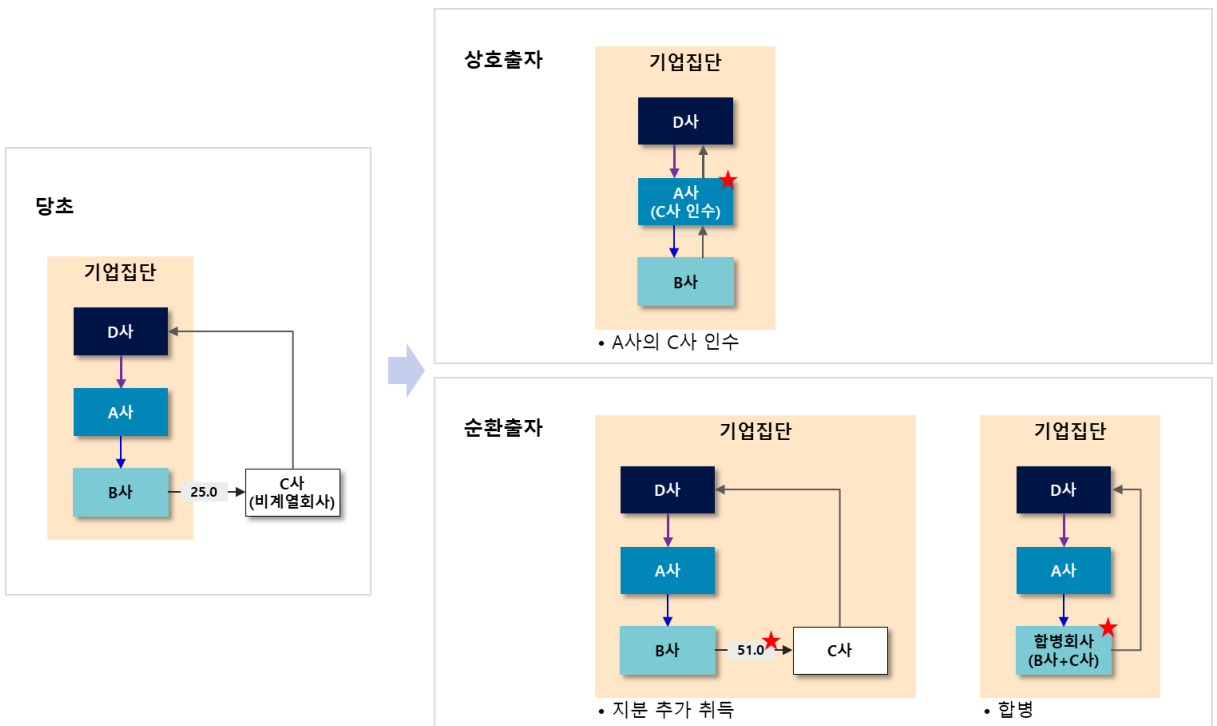 당초
기업집단
D사
A사
B사
25.0
C사
(비계열회사)
상호출자
기업집단
D사
A사
(C사 인수)
B사
• A사의 C사 인수
순환출자
기업집단
D사
A사
B사
51.0
C사
• 지분 추가 취득
기업집단
D사
A사
합병회사
(B사+C사)
• 합병